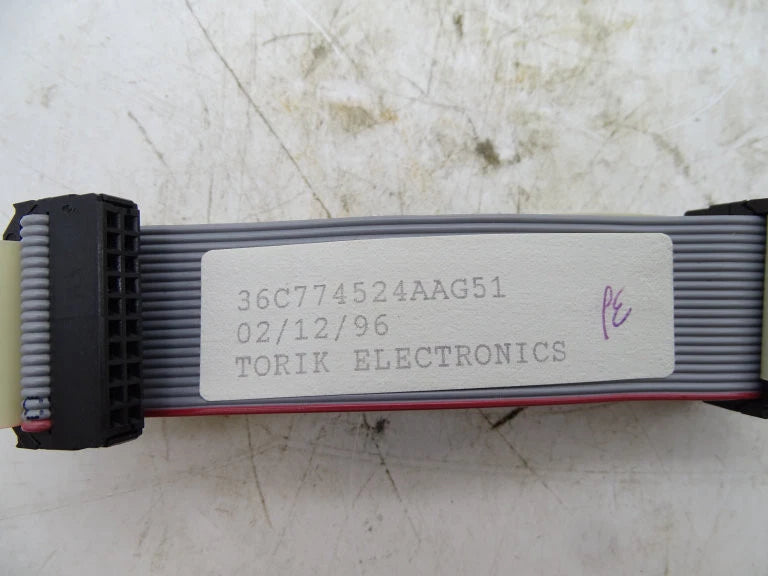 36C774524AAG51
02/12/96
TORIK ELECTRONICS
PE